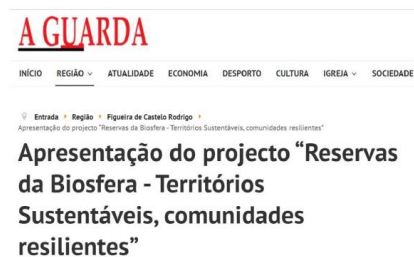 A GUARDA
INÍCIO REGIÃO ATUALIDADE ECONOMIA DESPORTO CULTURA IGREJA SOCIEDADE
Entrada Região Figueira de Castelo Rodrigo
Apresentação do projecto "Reservas da Biosfera - Territórios Sustentáveis, comunidades resilientes"
Apresentação do projecto “Reservas
da Biosfera - Territórios
Sustentáveis, comunidades
resilientes”